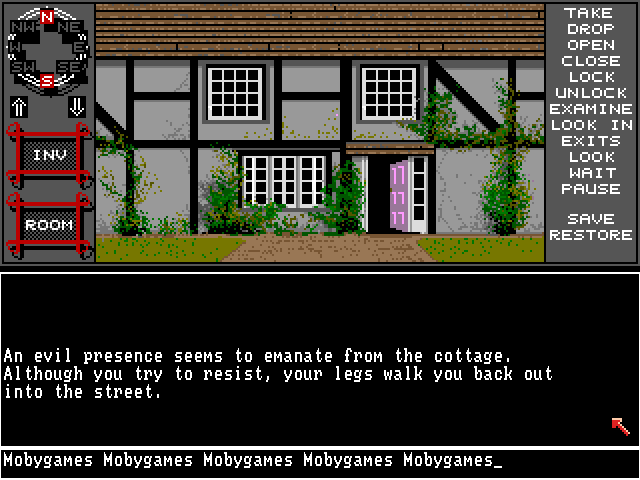 N
NW NE
W E
SW SE
S
INV
ROOM
TAKE
DROP
OPEN
CLOSE
LOCK
UNLOCK
EXAMINE
LOOK IN
EXITS
LOOK
WAIT
PAUSE
SAVE
RESTORE
An evil presence seems to emanate from the cottage.
Although you try to resist, your legs walk you back out
into the street.
Mobygames Mobygames Mobygames Mobygames Mobygames_